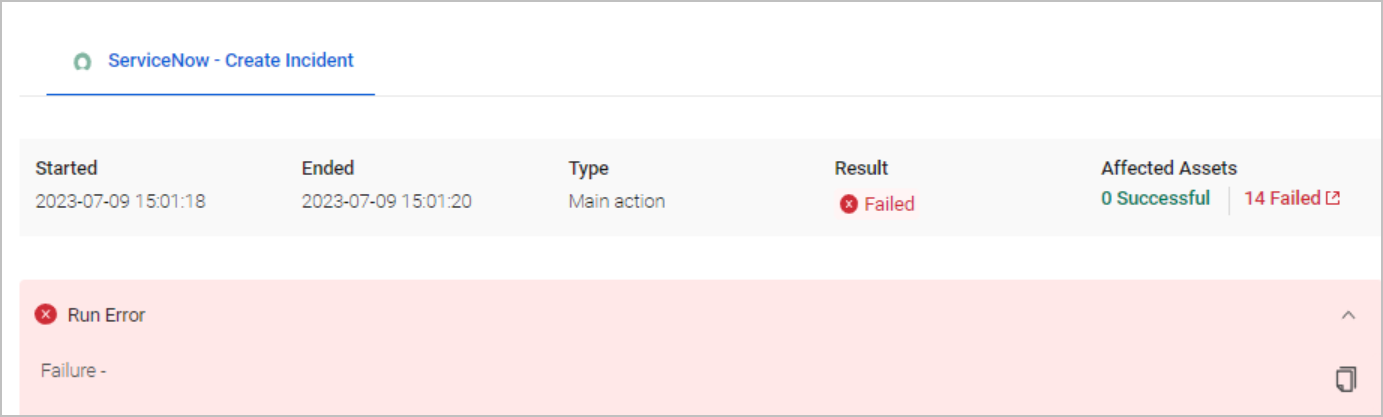 ServiceNow - Create Incident
Started Ended Type Result Affected Assets
2023-07-09 15:01:18 2023-07-09 15:01:20 Main action Failed 0 Successful 14 Failed
Run Error
Failure -